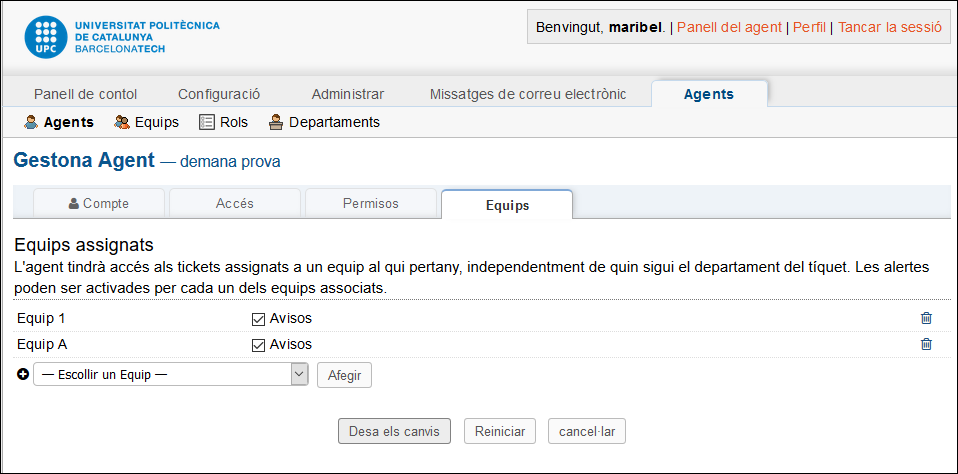 UNIVERSITAT POLITÈCNICA
DE CATALUNYA
BARCELONATECH
UPC
Benvingut, maribel. | Panell del agent | Perfil | Tancar la sessió
Panell de contol Configuració Administrar Missatges de correu electrònic Agents
Agents Equips Rols Departaments
Gestona Agent — demana prova
Compte Accés Permisos Equips
Equips assignats
L'agent tindrà accés als tickets assignats a un equip al qui pertany, independentment de quin sigui el departament del tíquet. Les alertes
poden ser activades per cada un dels equips associats.
Equip 1 Avisos
Equip A Avisos
— Escollir un Equip — Afegir
Desa els canvis Reiniciar cancel·lar